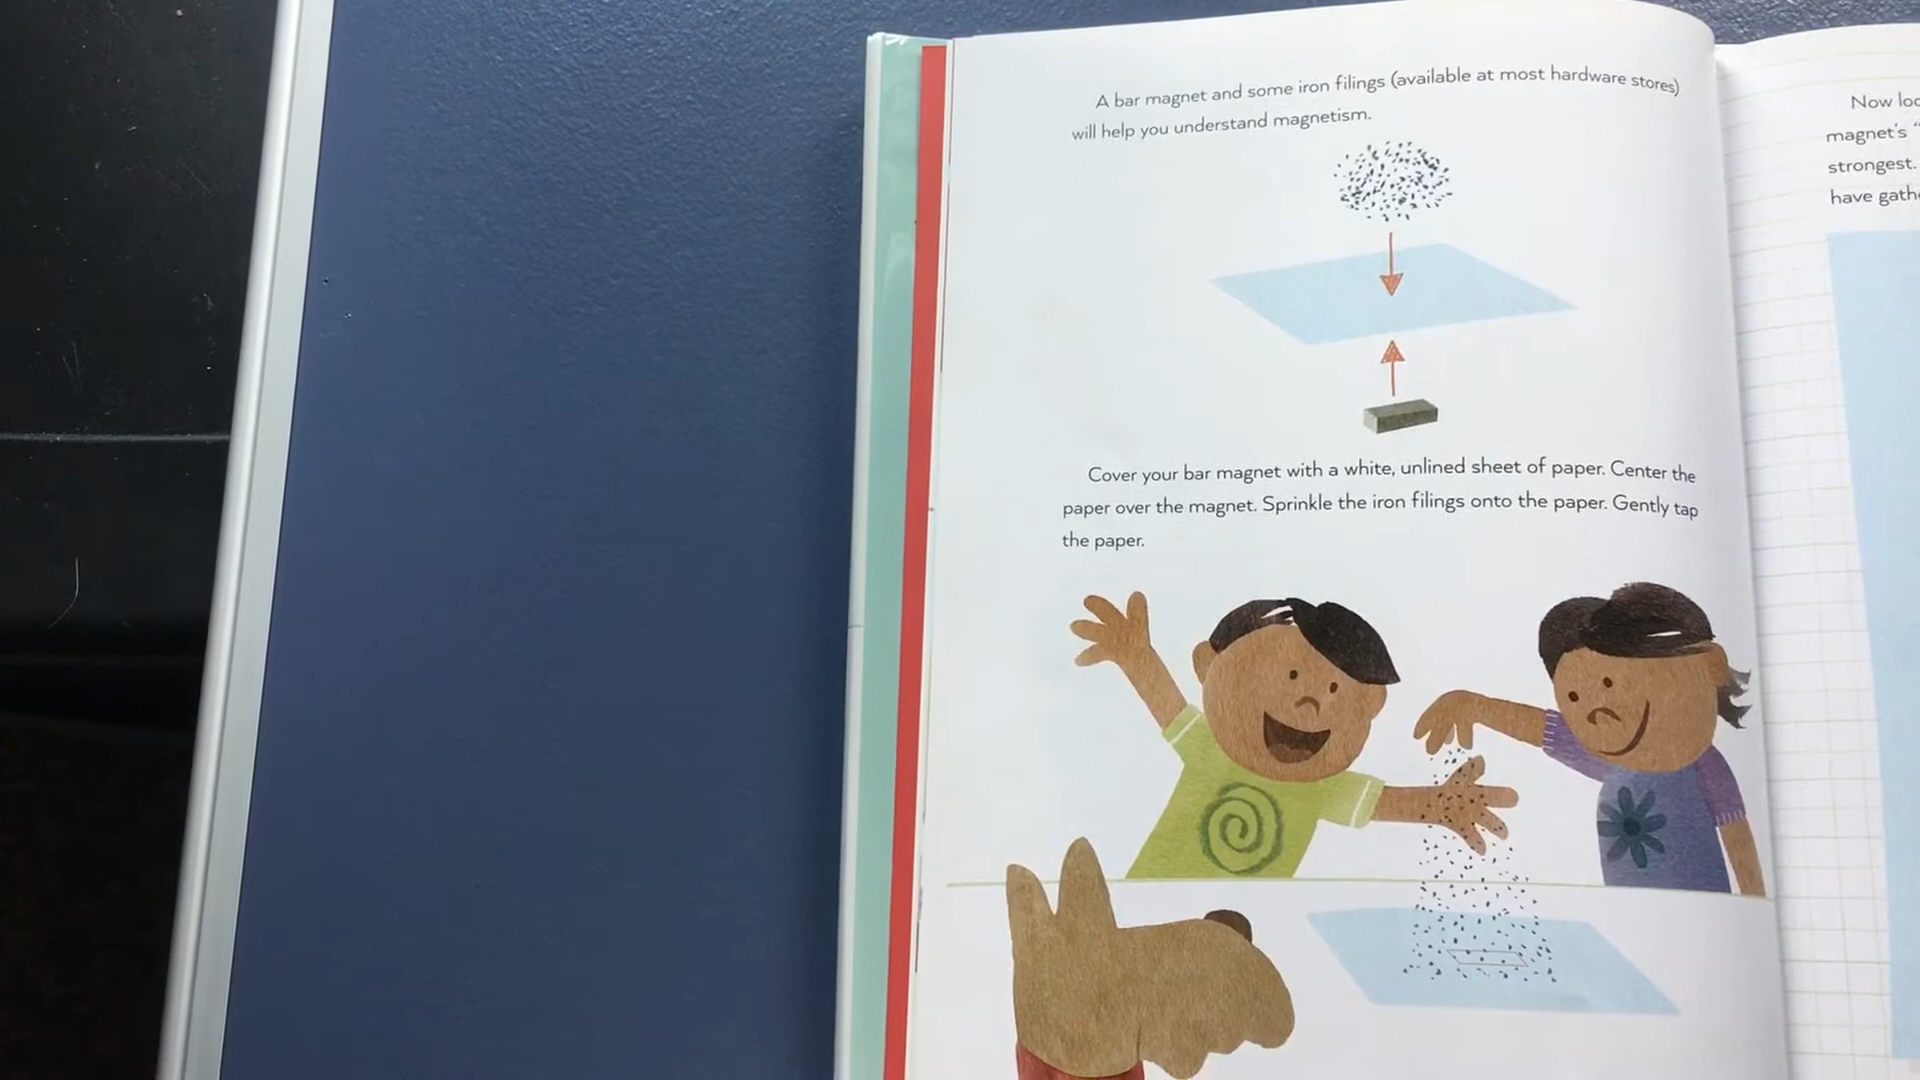 A bar magnet and some iron filings (available at most hardware stores)
will help you understand magnetism.
Cover your bar magnet with a white, unlined sheet of paper. Center the
paper over the magnet. Sprinkle the iron filings onto the paper. Gently tap
the paper.
Now
magnet's "
strongest.
have